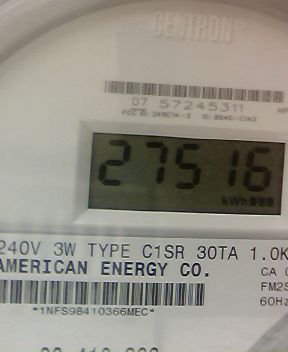 CENTRON®
07 57245311
27516
kWh
240V 3W TYPE C1SR 30TA 1.0K
AMERICAN ENERGY CO.
CA
FM2S
60Hz
*1NFS98410366MEC*